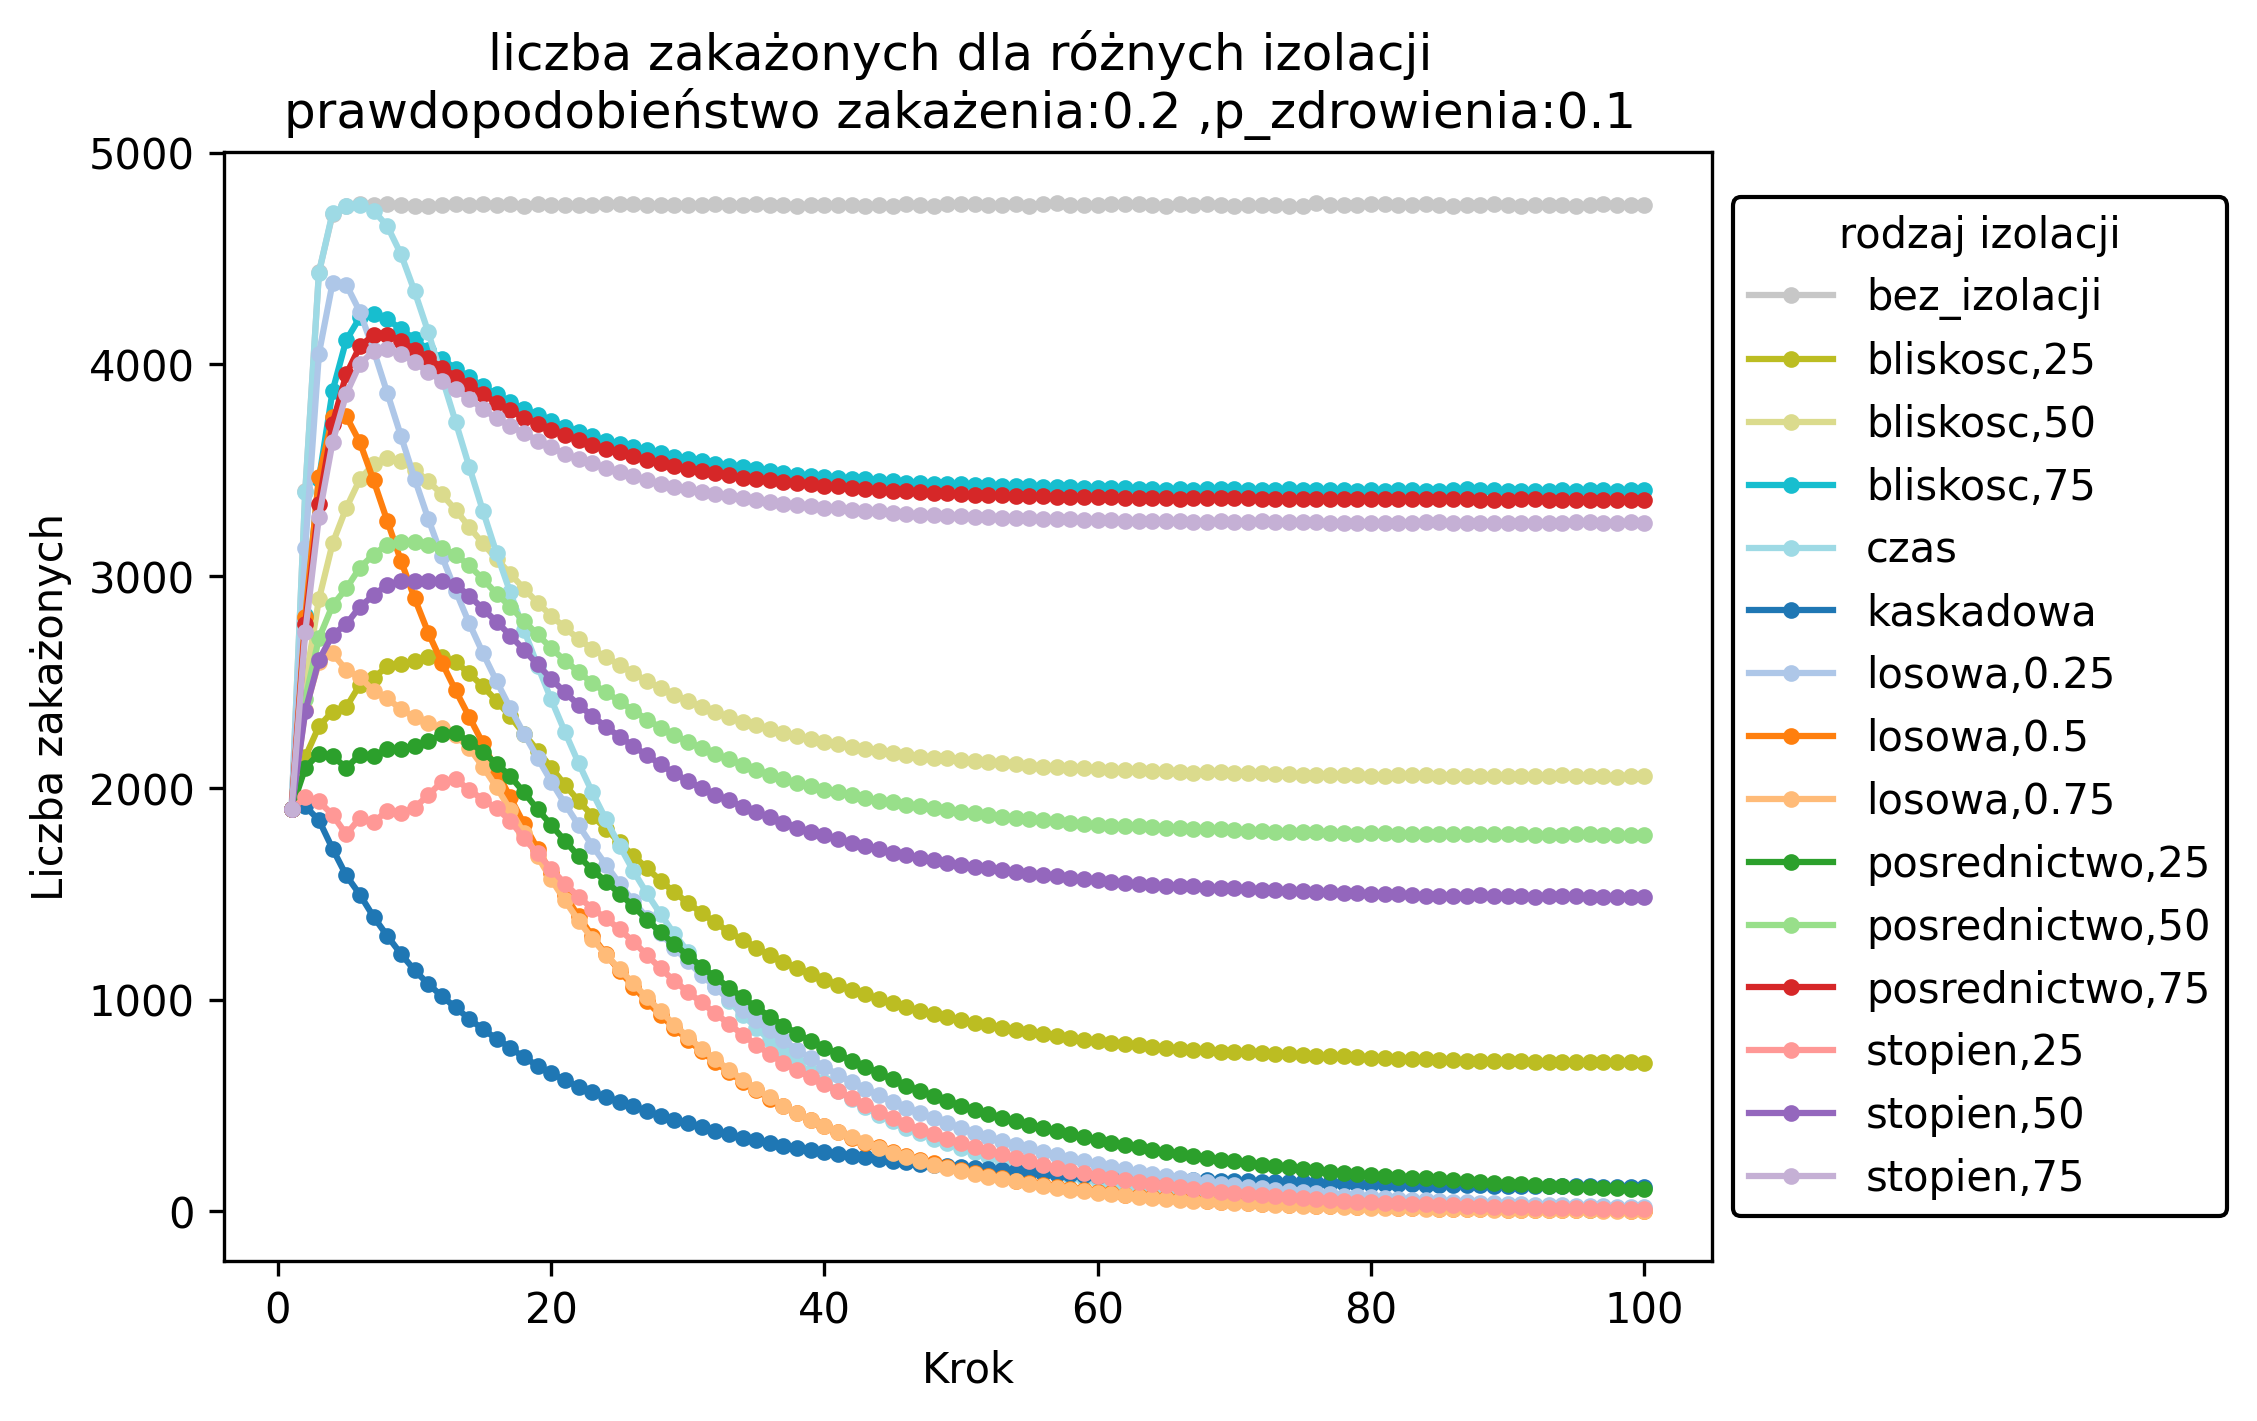 liczba zakażonych dla różnych izolacji
prawdopodobieństwo zakażenia:0.2 ,p_zdrowienia:0.1
Liczba zakażonych
5000
4000
3000
2000
1000
0
0 20 40 60 80 100
Krok
rodzaj izolacji
bez_izolacji
bliskosc,25
bliskosc,50
bliskosc,75
czas
kaskadowa
losowa,0.25
losowa,0.5
losowa,0.75
posrednictwo,25
posrednictwo,50
posrednictwo,75
stopien,25
stopien,50
stopien,75